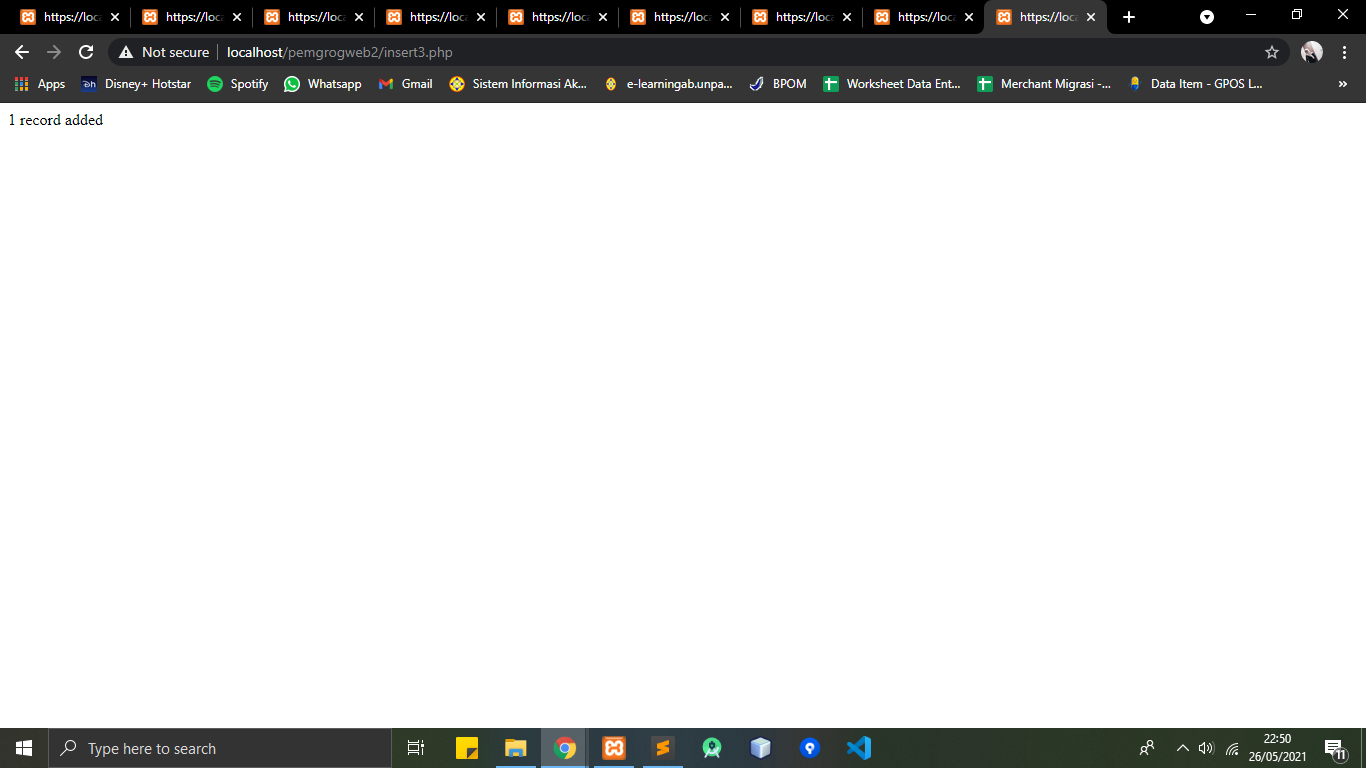 https://loca https://loca https://loca https://loca https://loca https://loca https://loca https://loca https://loca
Not secure localhost/pemgrogweb2/insert3.php
Apps Disney+ Hotstar Spotify Whatsapp Gmail Sistem Informasi Ak... e-learningab.unpa... BPOM Worksheet Data Ent... Merchant Migrasi -... Data Item - GPOS L... »
1 record added
Type here to search
22:50
26/05/2021
11